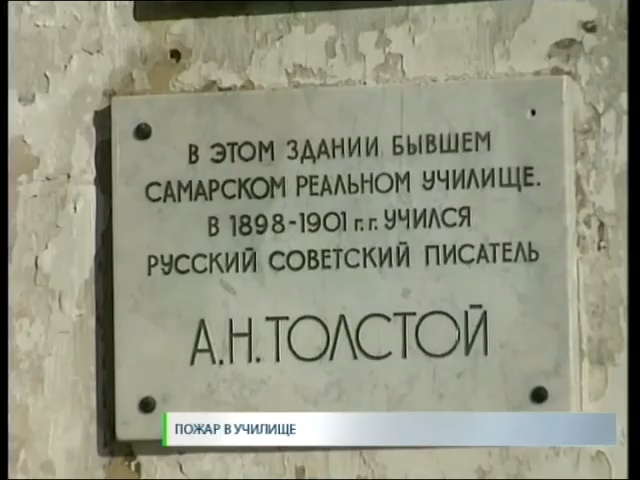 В ЭТОМ ЗДАНИИ БЫВШЕМ
САМАРСКОМ РЕАЛЬНОМ УЧИЛИЩЕ.
В 1898-1901 г.г. УЧИЛСЯ
РУССКИЙ СОВЕТСКИЙ ПИСАТЕЛЬ
А.Н.ТОЛСТОЙ
ПОЖАР В УЧИЛИЩЕ